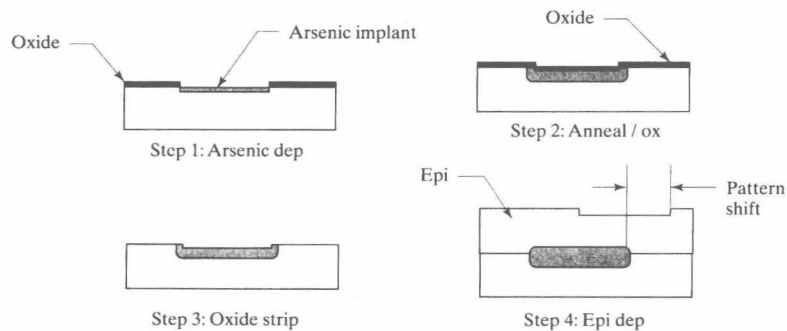 Oxide
Arsenic implant
Step 1: Arsenic dep
Oxide
Step 2: Anneal / ox
Step 3: Oxide strip
Epi
Pattern
shift
Step 4: Epi dep